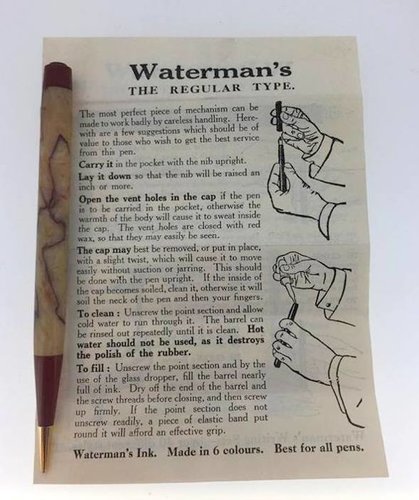 Waterman's
THE REGULAR TYPE.
The most perfect piece of mechanism can be
made to work badly by careless handling. Here-
with are a few suggestions which should be of
value to those who wish to get the best service
from this pen.
Carry it in the pocket with the nib upright.
Lay it down so that the nib will be raised an
inch or more.
Open the vent holes in the cap if the pen
is to be carried in the pocket, otherwise the
warmth of the body will cause it to sweat inside
the cap. The vent holes are closed with red
wax, so that they may easily be seen.
The cap may best be removed, or put in place,
with a slight twist, which will cause it to move
easily without suction or jarring. This should
be done with the pen upright. If the inside of
the cap becomes soiled, clean it, otherwise it will
soil the neck of the pen and then your fingers.
To clean : Unscrew the point section and allow
cold water to run through it. The barrel can
be rinsed out repeatedly until it is clean. Hot
water should not be used, as it destroys
the polish of the rubber.
To fill : Unscrew the point section and by the
use of the glass dropper, fill the barrel nearly
full of ink. Dry off the end of the barrel and
the screw threads before closing, and then screw
up firmly. If the point section does not
unscrew readily, a piece of elastic band put
round it will afford an effective grip.
Waterman's Ink. Made in 6 colours. Best for all pens.